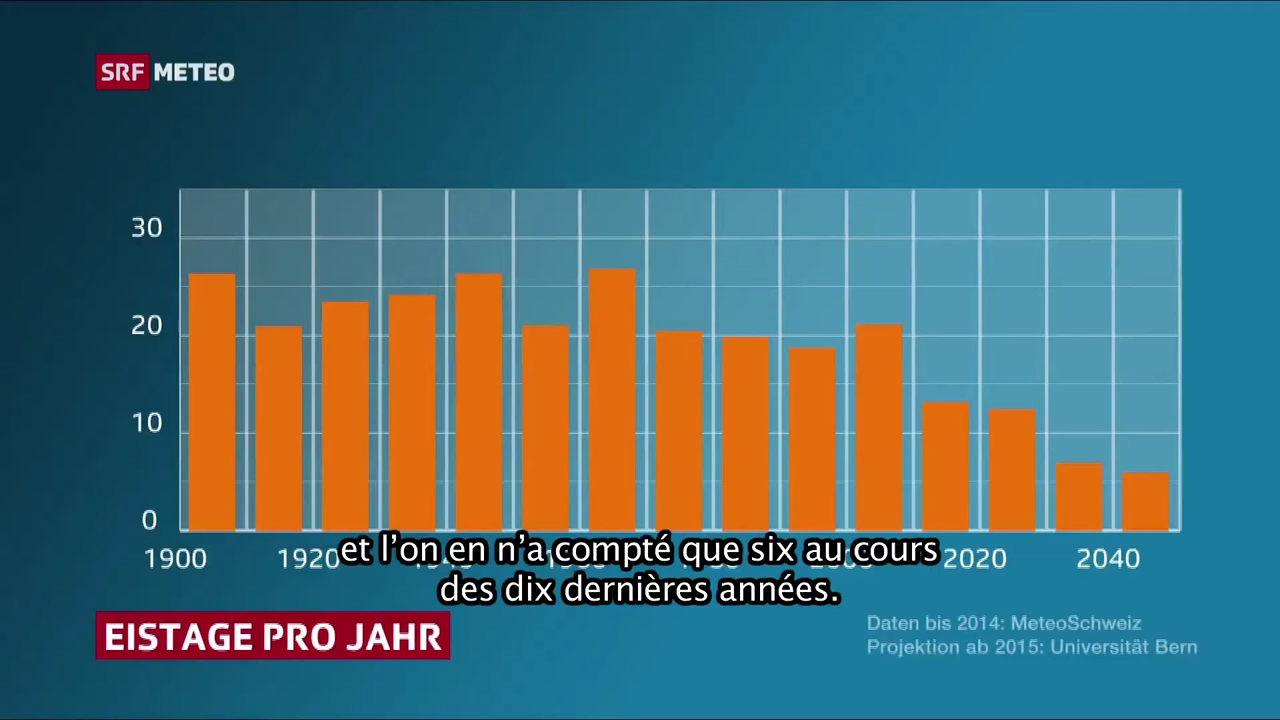 SRF METEO
30
20
10
0
1900 1920 2020 2040
et l’on en n’a compté que six au cours
des dix dernières années.
EISTAGE PRO JAHR
Daten bis 2014: MeteoSchweiz
Projektion ab 2015: Universität Bern